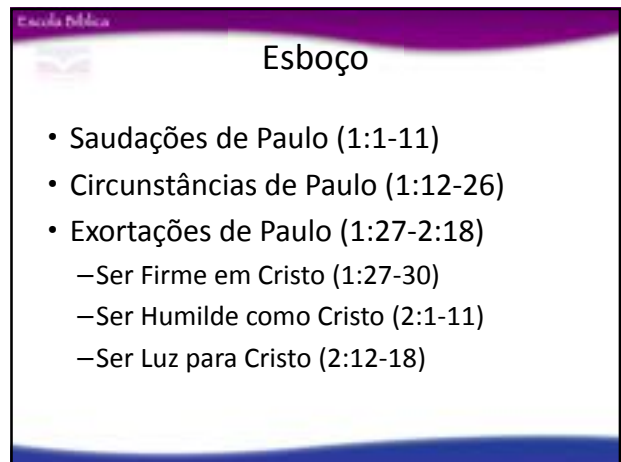 Escola Bíblica
Esboço
• Saudações de Paulo (1:1-11)
• Circunstâncias de Paulo (1:12-26)
• Exortações de Paulo (1:27-2:18)
–Ser Firme em Cristo (1:27-30)
–Ser Humilde como Cristo (2:1-11)
–Ser Luz para Cristo (2:12-18)